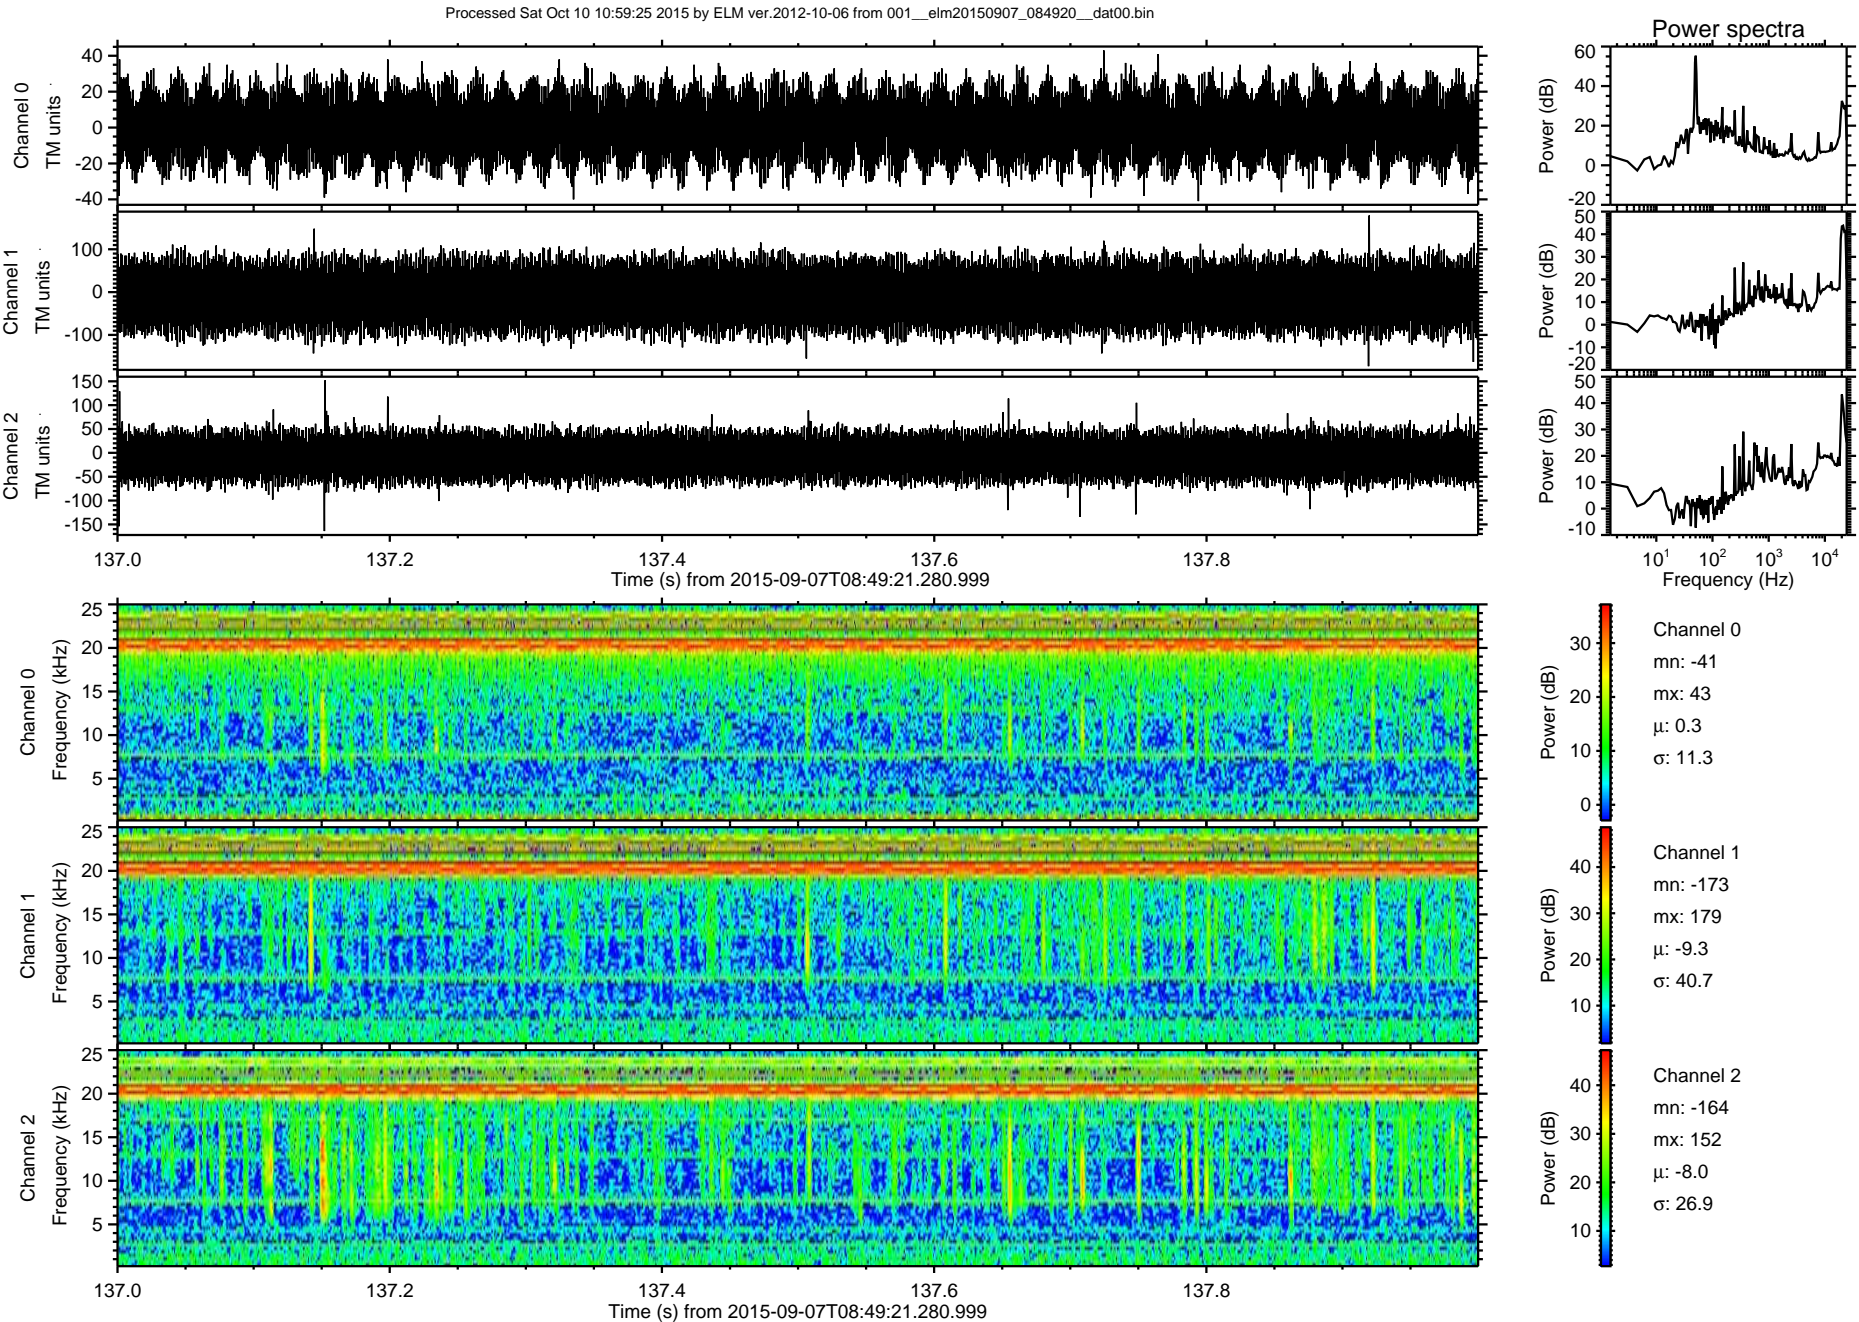 Processed Sat Oct 10 10:59:25 2015 by ELM ver.2012-10-06 from 001__elm20150907_084920__dat00.bin
Power spectra
Channel 0
TM units
40
20
0
-20
-40
Power (dB)
60
40
20
0
-20
Channel 1
TM units
100
0
-100
Power (dB)
50
40
30
20
10
0
-10
-20
Channel 2
TM units
150
100
50
0
-50
-100
-150
Power (dB)
50
40
30
20
10
0
-10
137.0 137.2 137.4 137.6 137.8
Time (s) from 2015-09-07T08:49:21.280.999
10¹ 10² 10³ 10⁴
Frequency (Hz)
Channel 0
Frequency (kHz)
25
20
15
10
5
Power (dB)
30
20
10
0
Channel 0
mn: -41
mx: 43
μ: 0.3
σ: 11.3
Channel 1
Frequency (kHz)
25
20
15
10
5
Power (dB)
40
30
20
10
Channel 1
mn: -173
mx: 179
μ: -9.3
σ: 40.7
Channel 2
Frequency (kHz)
25
20
15
10
5
Power (dB)
40
30
20
10
Channel 2
mn: -164
mx: 152
μ: -8.0
σ: 26.9
137.0 137.2 137.4 137.6 137.8
Time (s) from 2015-09-07T08:49:21.280.999